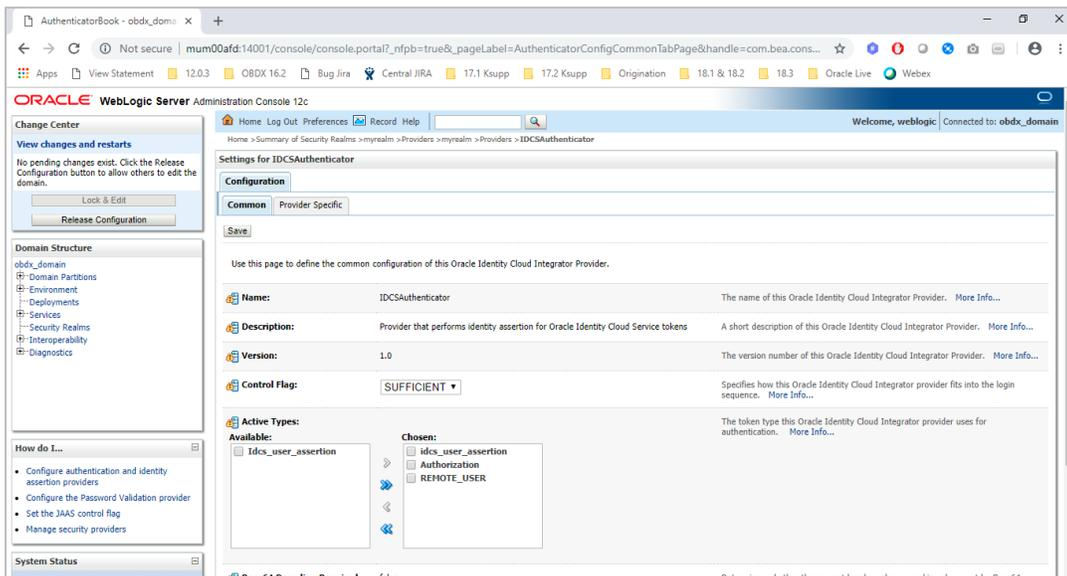 AuthenticatorBook - obdx_doma
Not secure | mum00afd:14001/console/console.portal?_nfpb=true&_pageLabel=AuthenticatorConfigCommonTabPage&handle=com.bea.cons...
Apps View Statement 12.0.3 OBDX 16.2 Bug Jira Central JIRA 17.1 Ksupp 17.2 Ksupp Origination 18.1 & 18.2 18.3 Oracle Live Webex
ORACLE WebLogic Server Administration Console 12c
Change Center
View changes and restarts
No pending changes exist. Click the Release
Configuration button to allow others to edit the
domain.
Lock & Edit
Release Configuration
Domain Structure
obdx_domain
Domain Partitions
Environment
Deployments
Services
Security Realms
Interoperability
Diagnostics
How do I...
Configure authentication and identity
assertion providers
Configure the Password Validation provider
Set the JAAS control flag
Manage security providers
System Status
Home Log Out Preferences Record Help
Welcome, weblogic Connected to: obdx_domain
Home >Summary of Security Realms >myrealm >Providers >myrealm >Providers >IDCSAuthenticator
Settings for IDCSAuthenticator
Configuration
Common Provider Specific
Save
Use this page to define the common configuration of this Oracle Identity Cloud Integrator Provider.
Name: IDCSAuthenticator The name of this Oracle Identity Cloud Integrator Provider. More Info...
Description: Provider that performs identity assertion for Oracle Identity Cloud Service tokens A short description of this Oracle Identity Cloud Integrator Provider. More Info...
Version: 1.0 The version number of this Oracle Identity Cloud Integrator Provider. More Info...
Control Flag: SUFFICIENT Specifies how this Oracle Identity Cloud Integrator provider fits into the login
sequence. More Info...
Active Types: The token type this Oracle Identity Cloud Integrator provider uses for
authentication. More Info...
Available: Chosen:
Idcs_user_assertion idcs_user_assertion
Authorization
REMOTE_USER